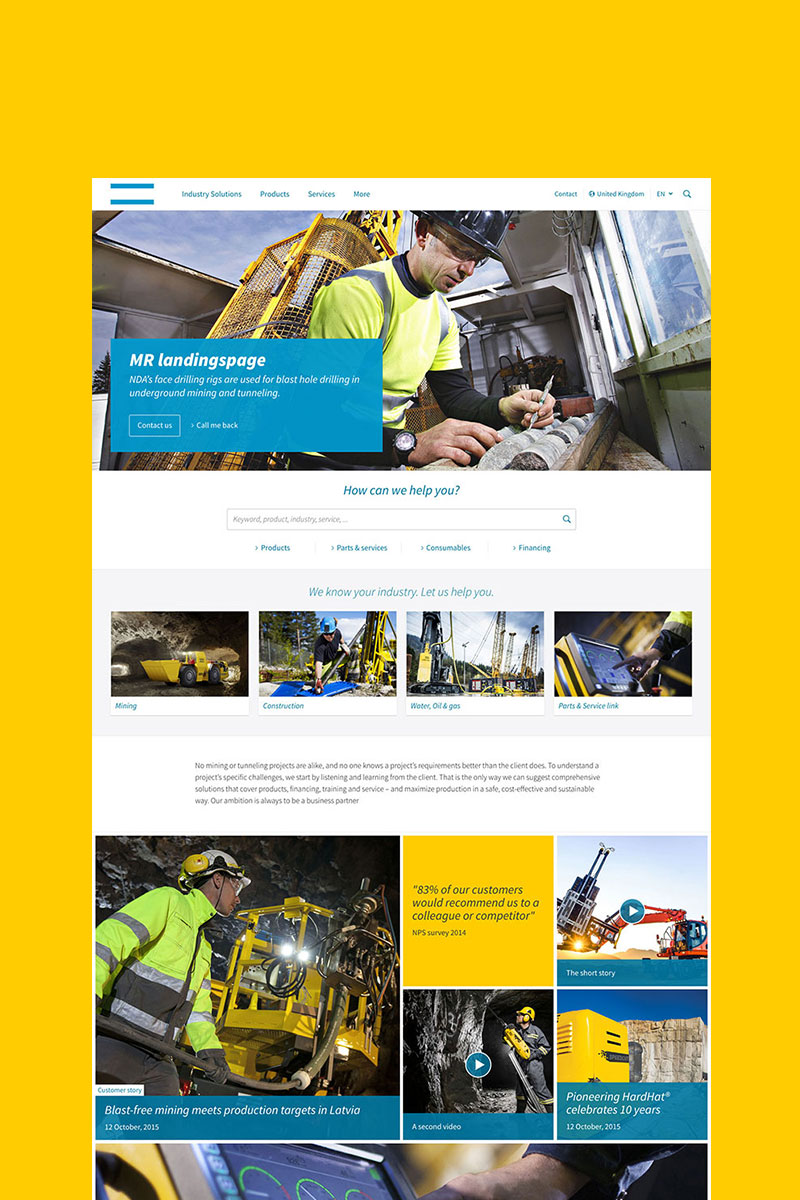 Industry Solutions
Products
Services
More
Contact
United Kingdom
EN
MR landingspage
NDA's face drilling rigs are used for blast hole drilling in
underground mining and tunneling.
Contact us
Call me back
How can we help you?
Keyword, product, industry, service, ...
Products
Parts & services
Consumables
Financing
We know your industry. Let us help you.
Mining
Construction
Water, Oil & gas
Parts & Service link
No mining or tunneling projects are alike, and no one knows a project's requirements better than the client does. To understand a
project's specific challenges, we start by listening and learning from the client. That is the only way we can suggest comprehensive
solutions that cover products, financing, training and service – and maximize production in a safe, cost-effective and sustainable
way. Our ambition is always to be a business partner
"83% of our customers
would recommend us to a
colleague or competitor"
NPS survey 2014
The short story
Customer story
Blast-free mining meets production targets in Latvia
12 October, 2015
A second video
Pioneering HardHat®
celebrates 10 years
12 October, 2015